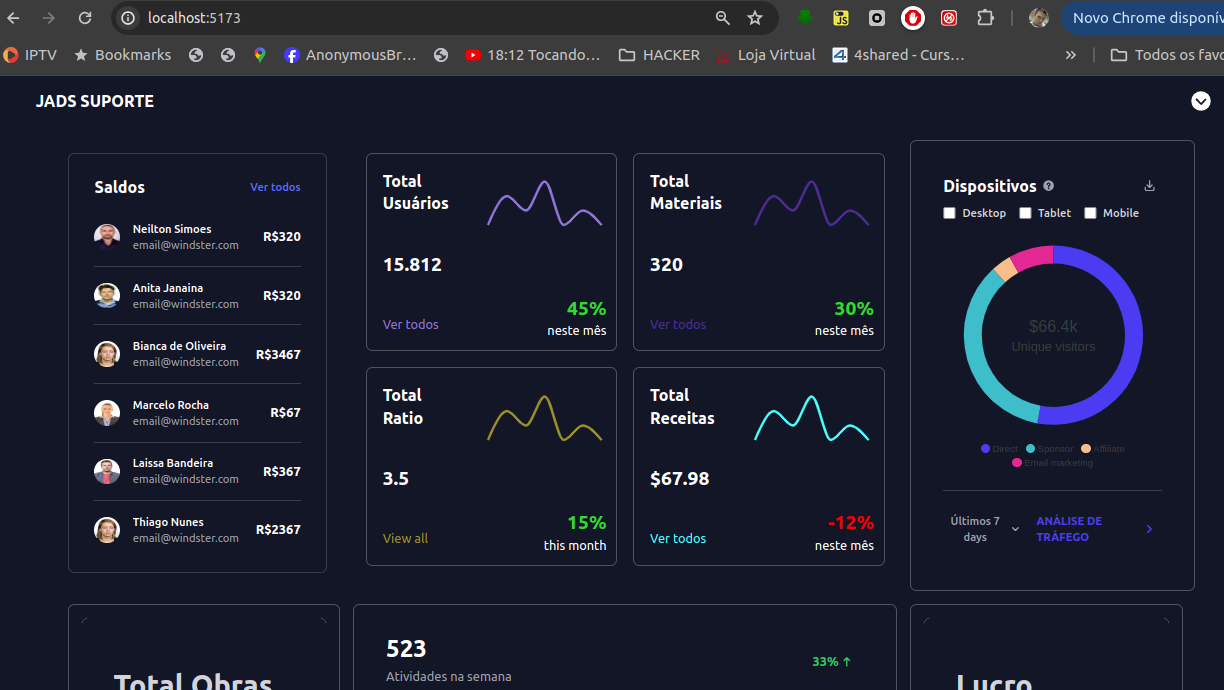 localhost:5173
Novo Chrome disponív
IPTV
Bookmarks
AnonymousBr...
18:12 Tocando...
HACKER
Loja Virtual
4shared - Curs...
»
Todos os favo
JADS SUPORTE
Saldos
Ver todos
Neilton Simoes
email@windster.com
R$320
Anita Janaina
email@windster.com
R$320
Bianca de Oliveira
email@windster.com
R$3467
Marcelo Rocha
email@windster.com
R$67
Laissa Bandeira
email@windster.com
R$367
Thiago Nunes
email@windster.com
R$2367
Total
Usuários
15.812
45%
Ver todos
neste mês
Total
Materiais
320
30%
Ver todos
neste mês
Total
Ratio
3.5
15%
View all
this month
Total
Receitas
$67.98
-12%
Ver todos
neste mês
Dispositivos ?
Desktop Tablet Mobile
$66.4k
Unique visitors
Direct Sponsor Affiliate
Email marketing
Últimos 7
days
ANÁLISE DE
TRÁFEGO
Total Obras
523
Atividades na semana
33% ↑
Lucro